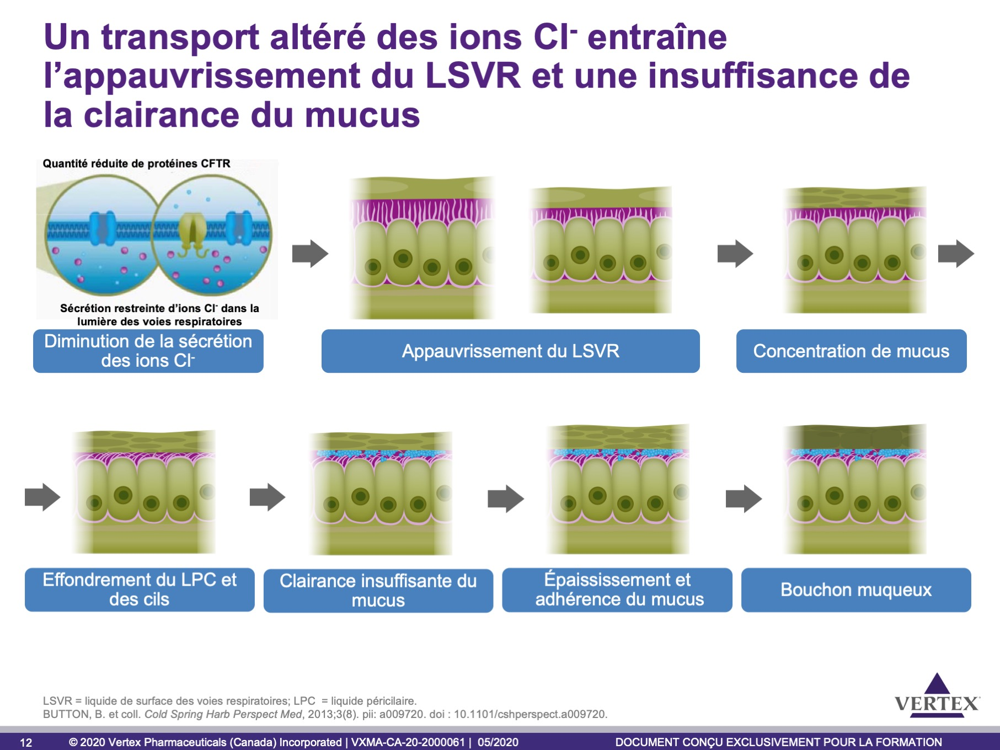 Un transport altéré des ions Cl- entraîne
l’appauvrissement du LSVR et une insuffisance de
la clairance du mucus
Quantité réduite de protéines CFTR
Sécrétion restreinte d’ions Cl- dans la
lumière des voies respiratoires
Diminution de la sécrétion
des ions Cl-
Appauvrissement du LSVR
Concentration de mucus
Effondrement du LPC et
des cils
Clairance insuffisante du
mucus
Épaississement et
adhérence du mucus
Bouchon muqueux
LSVR = liquide de surface des voies respiratoires; LPC = liquide péricilaire.
BUTTON, B. et coll. Cold Spring Harb Perspect Med, 2013;3(8). pii: a009720. doi : 10.1101/cshperspect.a009720.
VERTEX
12 © 2020 Vertex Pharmaceuticals (Canada) Incorporated | VXMA-CA-20-2000061 | 05/2020 DOCUMENT CONÇU EXCLUSIVEMENT POUR LA FORMATION